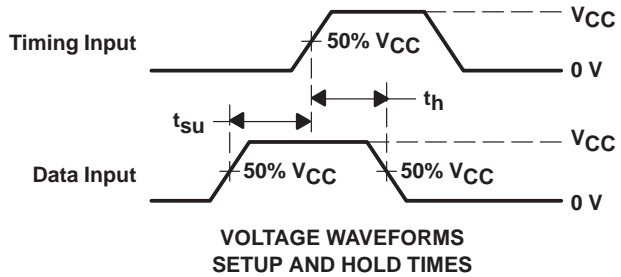 VCC
Timing Input
50% VCC
0 V
th
tsu
VCC
Data Input
50% VCC
50% VCC
0 V
VOLTAGE WAVEFORMS
SETUP AND HOLD TIMES